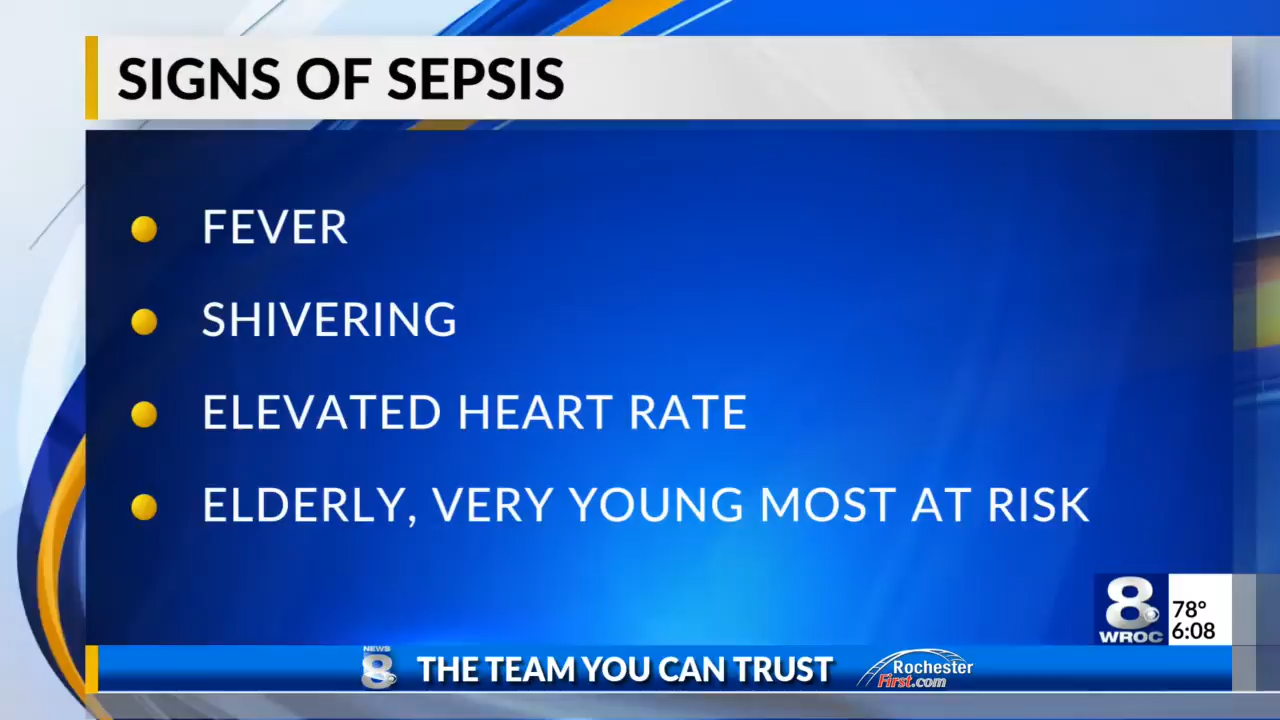 SIGNS OF SEPSIS
FEVER
SHIVERING
ELEVATED HEART RATE
ELDERLY, VERY YOUNG MOST AT RISK
8
WROC
78°
6:08
NEWS
8
THE TEAM YOU CAN TRUST
Rochester
First.com